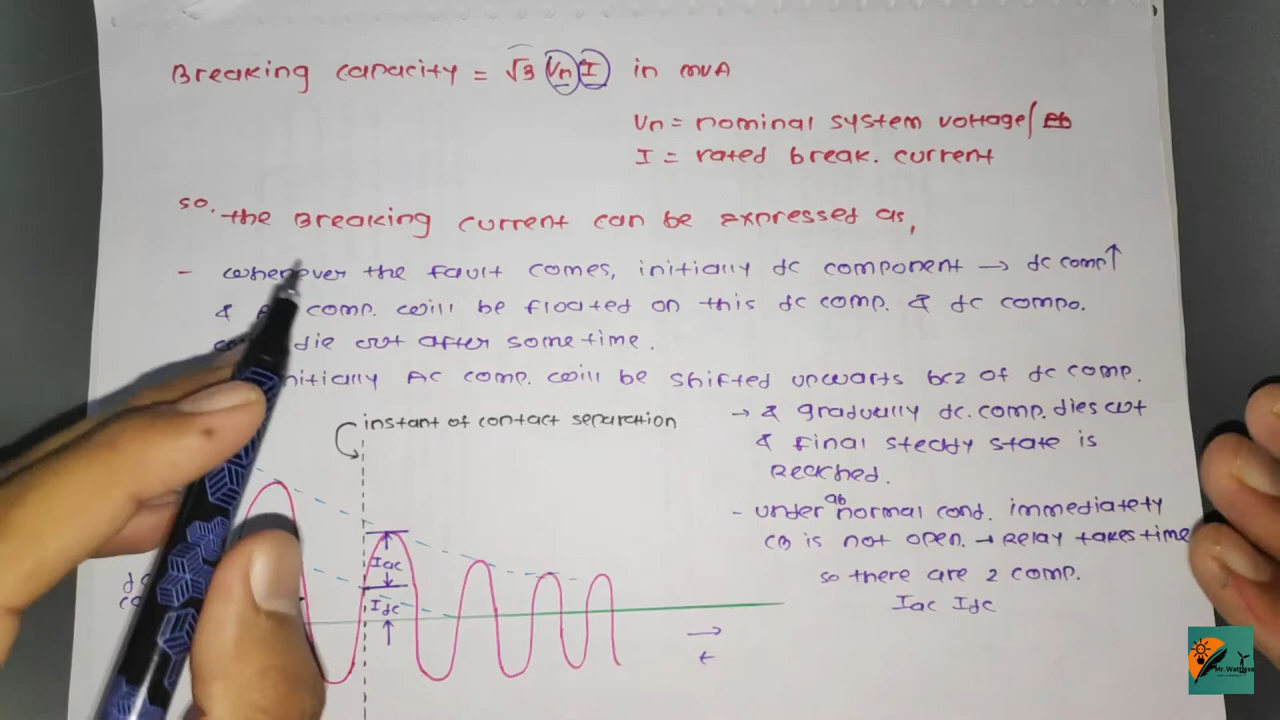 Breaking capacity = √3 Vn I in MVA
Vn = nominal system voltage/
I = rated break. current
so. the Breaking current can be expressed as,
- whenever the fault comes, initially dc component → dc comp↑
& comp. will be floated on this dc comp. & dc compo.
die out after some time.
initially AC comp. will be shifted upwarts bcz of dc comp.
instant of contact separation
→ & gradually dc. comp. dies out
& final steady state is
Reached.
- under ab normal cond. immediately
CB is not open. → Relay takes time
so there are 2 comp.
Iac Idc
Iac
Idc
→
t
Mr. Wattless